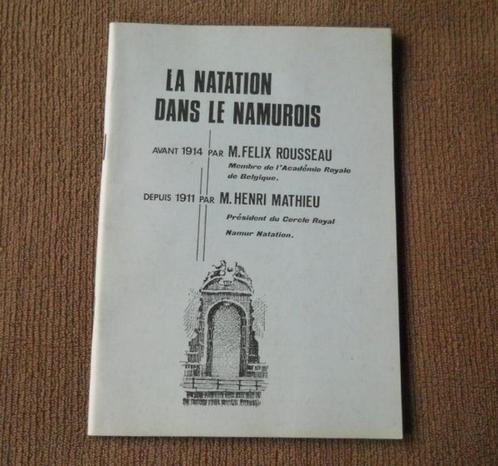 LA NATATION
DANS LE NAMUROIS
AVANT 1914 PAR M. FELIX ROUSSEAU
Membre de l'Académie Royale
de Belgique.
DEPUIS 1911 PAR M. HENRI MATHIEU
Président du Cercle Royal
Namur Natation.